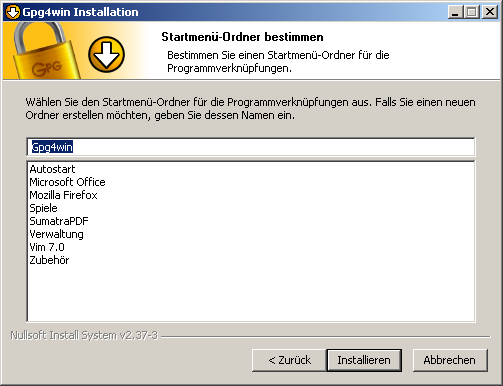 Gpg4win Installation
GPG
Startmenü-Ordner bestimmen
Bestimmen Sie einen Startmenü-Ordner für die
Programmverknüpfungen.
Wählen Sie den Startmenü-Ordner für die Programmverknüpfungen aus. Falls Sie einen neuen
Ordner erstellen möchten, geben Sie dessen Namen ein.
Gpg4win
Autostart
Microsoft Office
Mozilla Firefox
Spiele
SumatraPDF
Verwaltung
Vim 7.0
Zubehör
Nullsoft Install System v2.37-3
< Zurück Installieren Abbrechen